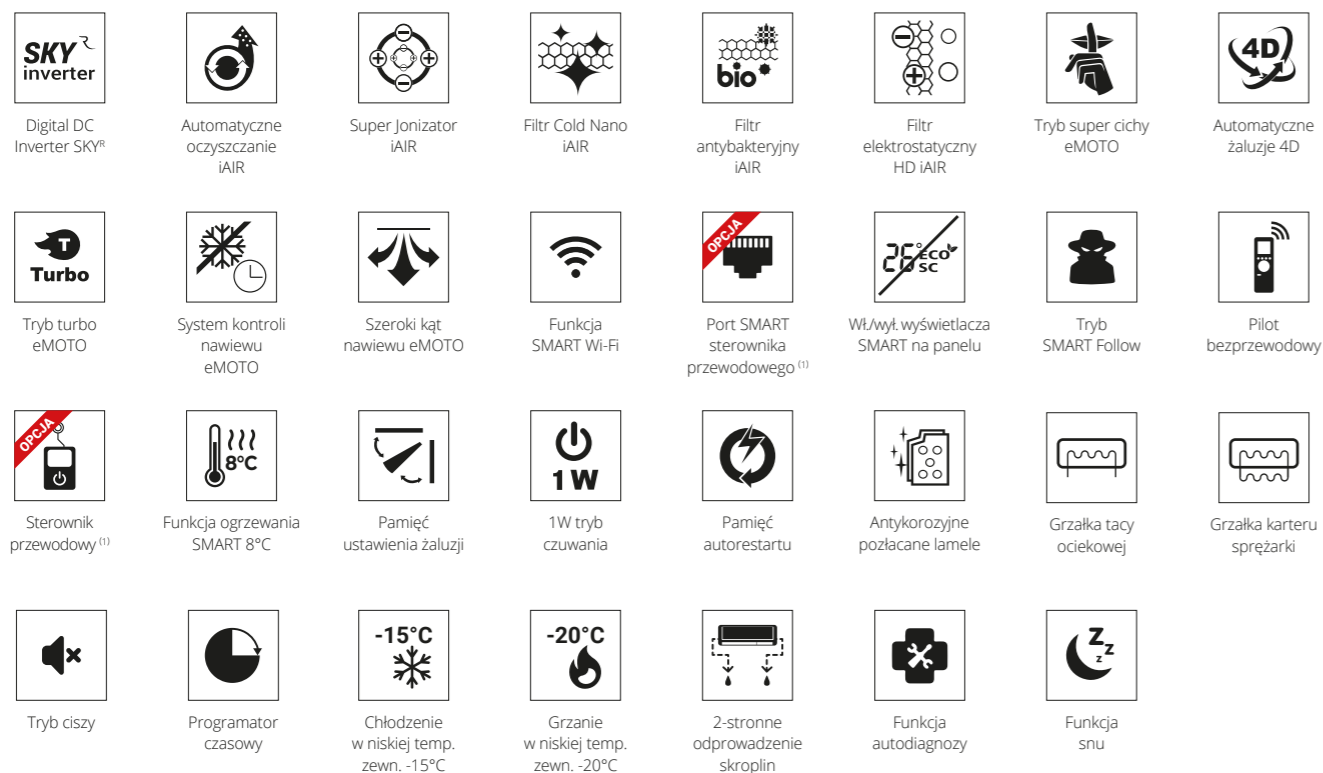 SKY R
inverter
bio
4D
Digital DC
Inverter SKYᴿ
Automatyczne
oczyszczanie
iAIR
Super Jonizator
iAIR
Filtr Cold Nano
iAIR
Filtr
antybakteryjny
iAIR
Filtr
elektrostatyczny
HD iAIR
Tryb super cichy
eMOTO
Automatyczne
żaluzje 4D
T
Turbo
OPCJA
26° ECO
SC
Tryb turbo
eMOTO
System kontroli
nawiewu
eMOTO
Szeroki kąt
nawiewu eMOTO
Funkcja
SMART Wi-Fi
Port SMART
sterownika
przewodowego (1)
Wł./wył. wyświetlacza
SMART na panelu
Tryb
SMART Follow
Pilot
bezprzewodowy
OPCJA
8°C
1W
Sterownik
przewodowy (1)
Funkcja ogrzewania
SMART 8°C
Pamięć
ustawienia żaluzji
1W tryb
czuwania
Pamięć
autorestartu
Antykorozyjne
pozłacane lamele
Grzałka tacy
ociekowej
Grzałka karteru
sprężarki
-15°C
-20°C
Z z z
Tryb ciszy
Programator
czasowy
Chłodzenie
w niskiej temp.
zewn. -15°C
Grzanie
w niskiej temp.
zewn. -20°C
2-stronne
odprowadzenie
skroplin
Funkcja
autodiagnozy
Funkcja
snu